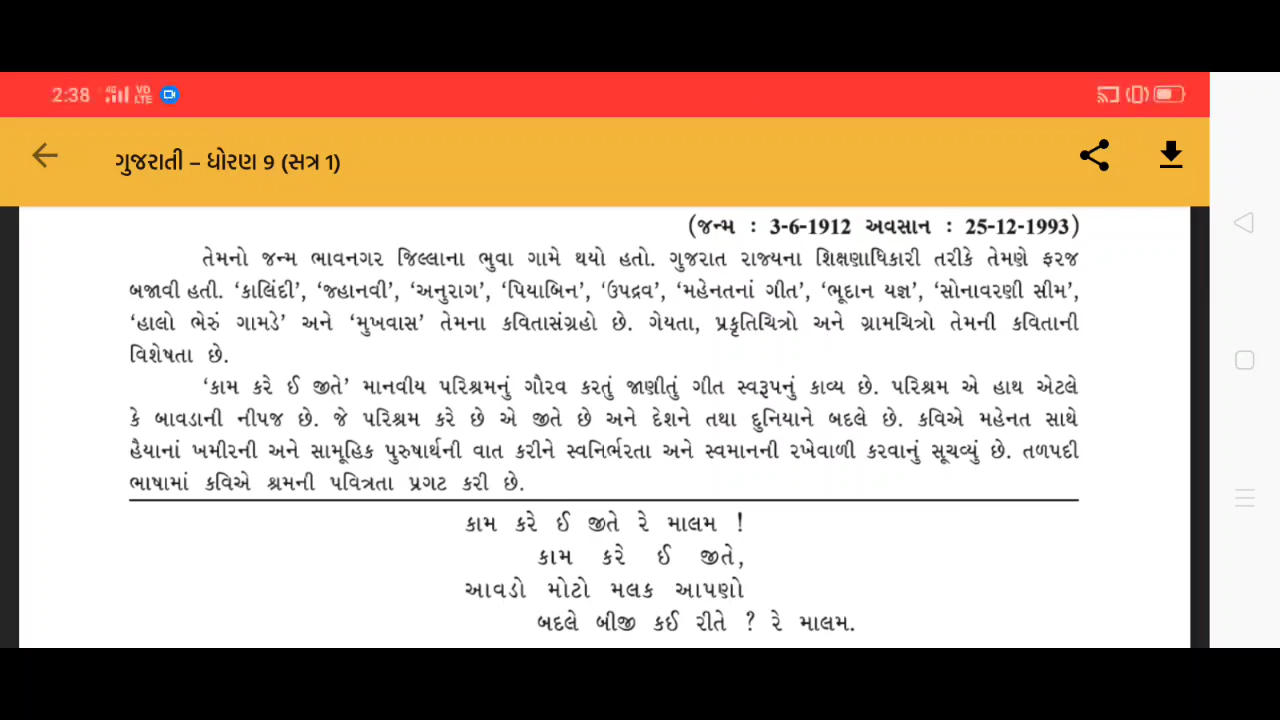 2:38 4G VO LTE
ગુજરાતી – ધોરણ 9 (સત્ર 1)
(જન્મ : 3-6-1912 અવસાન : 25-12-1993)
તેમનો જન્મ ભાવનગર જિલ્લાના ભુવા ગામે થયો હતો. ગુજરાત રાજ્યના શિક્ષણાધિકારી તરીકે તેમણે ફરજ
બજાવી હતી. ‘કાલિંદી’, ‘જહાનવી’, ‘અનુરાગ’, ‘પિયાબિન’, ‘ઉપદ્રવ’, ‘મહેનતનાં ગીત’, ‘ભૂદાન યજ્ઞ’, ‘સોનાવરણી સીમ’,
‘હાલો ભેરું ગામડે’ અને ‘મુખવાસ’ તેમના કવિતાસંગ્રહો છે. ગેયતા, પ્રકૃતિચિત્રો અને ગ્રામચિત્રો તેમની કવિતાની
વિશેષતા છે.
‘કામ કરે ઈ જીતે’ માનવીય પરિશ્રમનું ગૌરવ કરતું જાણીતું ગીત સ્વરૂપનું કાવ્ય છે. પરિશ્રમ એ હાથ એટલે
કે બાવડાની નીપજ છે. જે પરિશ્રમ કરે છે એ જીતે છે અને દેશને તથા દુનિયાને બદલે છે. કવિએ મહેનત સાથે
હૈયાનાં ખમીરની અને સામૂહિક પુરુષાર્થની વાત કરીને સ્વનિર્ભરતા અને સ્વમાનની રખેવાળી કરવાનું સૂચવ્યું છે. તળપદી
ભાષામાં કવિએ શ્રમની પવિત્રતા પ્રગટ કરી છે.
કામ કરે ઈ જીતે રે માલમ !
કામ કરે ઈ જીતે,
આવડો મોટો મલક આપણો
બદલે બીજી કઈ રીતે ? રે માલમ.